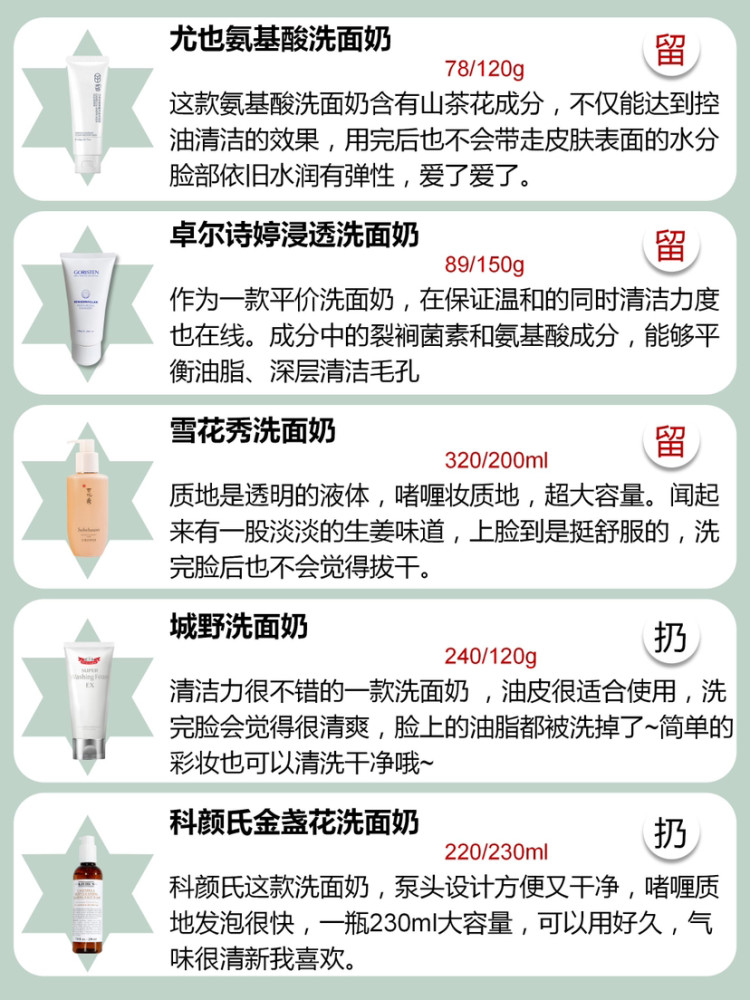 尤也氨基酸洗面奶
留
78/120g
这款氨基酸洗面奶含有山茶花成分，不仅能达到控
油清洁的效果，用完后也不会带走皮肤表面的水分
脸部依旧水润有弹性，爱了爱了。
卓尔诗婷浸透洗面奶
留
89/150g
GORISTEN
作为一款平价洗面奶，在保证温和的同时清洁力度
也在线。成分中的裂裥菌素和氨基酸成分，能够平
衡油脂、深层清洁毛孔
雪花秀洗面奶
留
320/200ml
质地是透明的液体，啫喱妆质地，超大容量。闻起
来有一股淡淡的生姜味道，上脸到是挺舒服的，洗
完脸后也不会觉得拔干。
城野洗面奶
扔
240/120g
EX
清洁力很不错的一款洗面奶 ，油皮很适合使用，洗
完脸会觉得很清爽，脸上的油脂都被洗掉了~简单的
彩妆也可以清洗干净哦~
科颜氏金盏花洗面奶
扔
220/230ml
科颜氏这款洗面奶，泵头设计方便又干净，啫喱质
地发泡很快，一瓶230ml大容量，可以用好久，气
味很清新我喜欢。